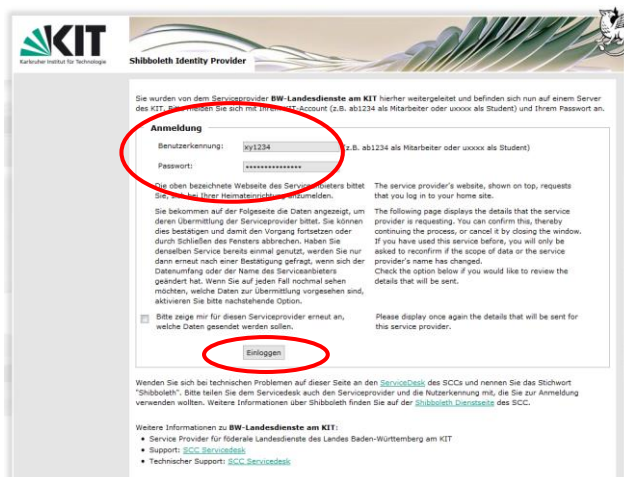 KIT
Karlsruher Institut für Technologie
Shibboleth Identity Provider
Sie wurden von dem Serviceprovider BW-Landesdienste am KIT hierher weitergeleitet und befinden sich nun auf einem Server
des KIT. Bitte melden Sie sich mit Ihrem KIT-Account (z.B. ab1234 als Mitarbeiter oder uxxxx als Student) und Ihrem Passwort an.
Anmeldung
Benutzerkennung: xy1234 (z.B. ab1234 als Mitarbeiter oder uxxxx als Student)
Passwort:
Die oben bezeichnete Webseite des Serviceanbieters bittet
Sie, sich bei Ihrer Heimateinrichtung anzumelden.
The service provider's website, shown on top, requests
that you log in to your home site.
Sie bekommen auf der Folgeseite die Daten angezeigt, um
deren Übermittlung der Serviceprovider bittet. Sie können
dies bestätigen und damit den Vorgang fortsetzen oder
durch Schließen des Fensters abbrechen. Haben Sie
denselben Service bereits einmal genutzt, werden Sie nur
dann erneut nach einer Bestätigung gefragt, wenn sich der
Datenumfang oder der Name des Serviceanbieters
geändert hat. Wenn Sie auf jeden Fall nochmal sehen
möchten, welche Daten zur Übermittlung vorgesehen sind,
aktivieren Sie bitte nachstehende Option.
The following page displays the details that the service
provider is requesting. You can confirm this, thereby
continuing the process, or cancel it by closing the window.
If you have used this service before, you will only be
asked to reconfirm if the scope of data or the service
provider's name has changed.
Check the option below if you would like to review the
details that will be sent.
Bitte zeige mir für diesen Serviceprovider erneut an,
welche Daten gesendet werden sollen.
Please display once again the details that will be sent for
this service provider.
Einloggen
Wenden Sie sich bei technischen Problemen auf dieser Seite an den ServiceDesk des SCCs und nennen Sie das Stichwort
"Shibboleth". Bitte teilen Sie dem Servicedesk auch den Serviceprovider und die Nutzerkennung mit, die Sie zur Anmeldung
verwenden wollten. Weitere Informationen über Shibboleth finden Sie auf der Shibboleth Dienstseite des SCC.
Weitere Informationen zu BW-Landesdienste am KIT:
• Service Provider für föderale Landesdienste des Landes Baden-Württemberg am KIT
• Support: SCC Servicedesk
• Technischer Support: SCC Servicedesk